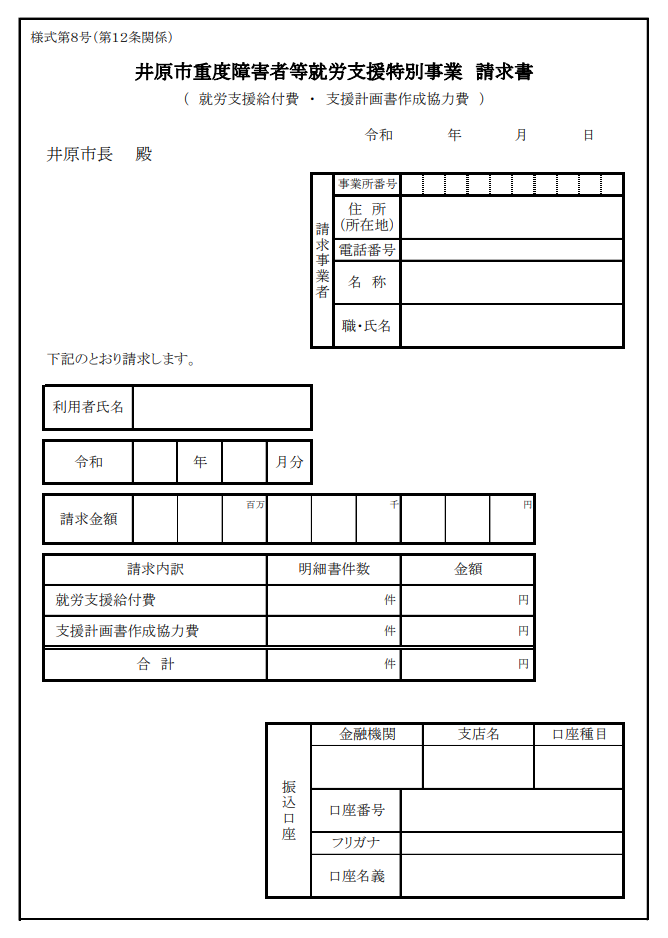 様式第8号（第12条関係）
井原市重度障害者等就労支援特別事業　請求書
（　就労支援給付費　・　支援計画書作成協力費　）
令和　年　月　日
井原市長　殿
請求事業者
事業所番号
住　所
（所在地）
電話番号
名　称
職・氏名
下記のとおり請求します。
利用者氏名
令和　年　月分
請求金額　百万　千　円
請求内訳　明細書件数　金額
就労支援給付費　件　円
支援計画書作成協力費　件　円
合　計　件　円
振込口座
金融機関　支店名　口座種目
口座番号
フリガナ
口座名義